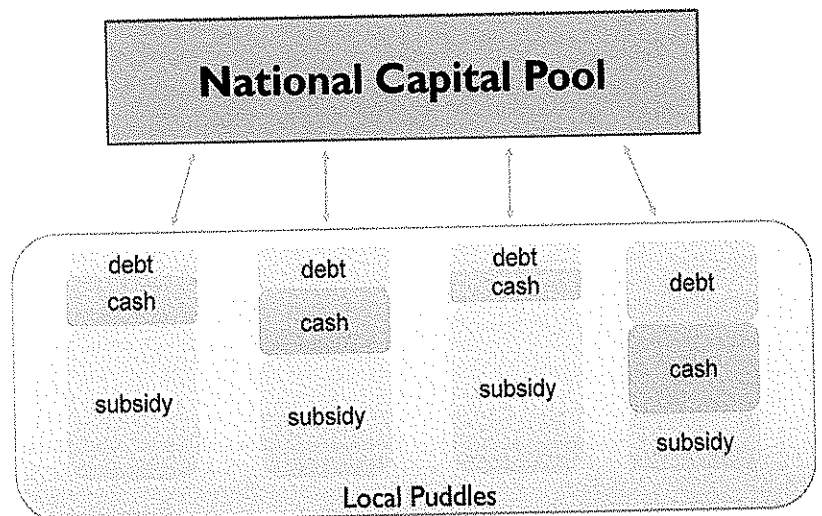 National Capital Pool
debt
cash
subsidy
debt
cash
subsidy
debt
cash
subsidy
debt
cash
subsidy
Local Puddles